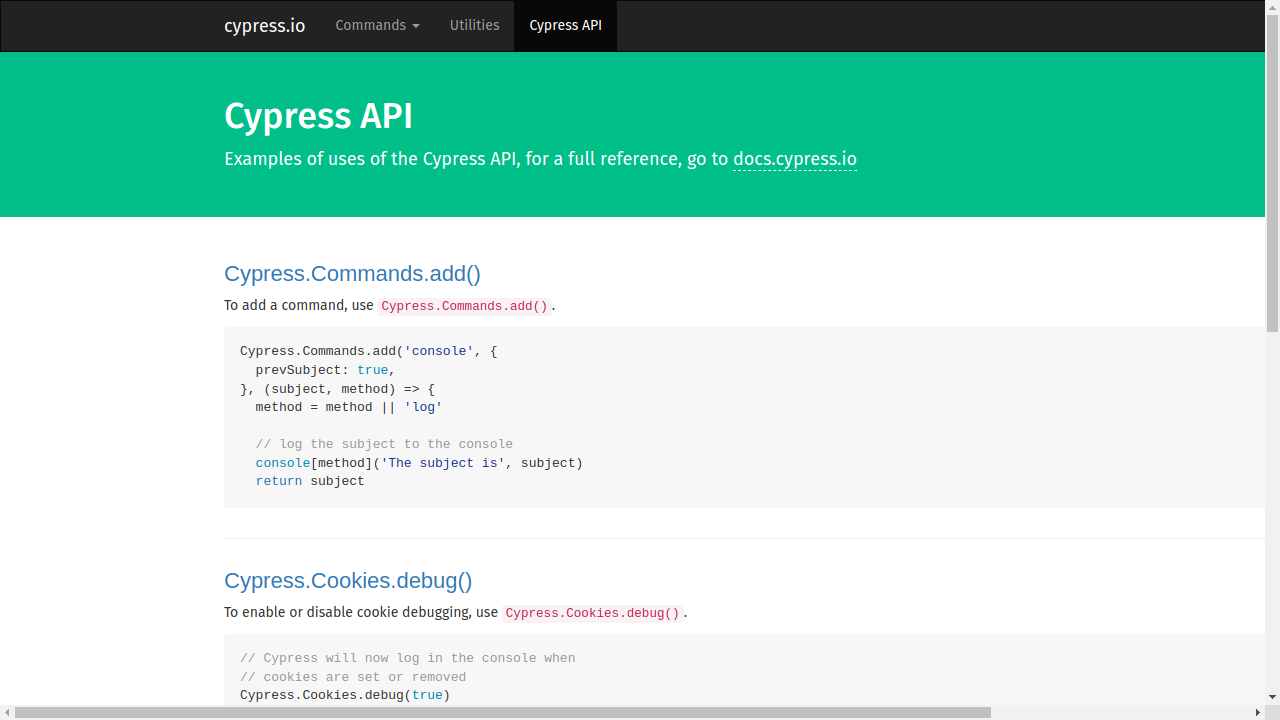 cypress.io Commands Utilities Cypress API
Cypress API
Examples of uses of the Cypress API, for a full reference, go to docs.cypress.io
Cypress.Commands.add()
To add a command, use Cypress.Commands.add().
Cypress.Commands.add('console', {
  prevSubject: true,
}, (subject, method) => {
  method = method || 'log'
  // log the subject to the console
  console[method]('The subject is', subject)
  return subject
Cypress.Cookies.debug()
To enable or disable cookie debugging, use Cypress.Cookies.debug().
// Cypress will now log in the console when
// cookies are set or removed
Cypress.Cookies.debug(true)